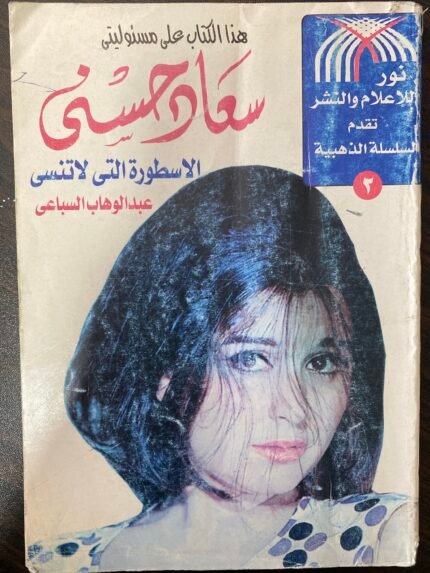 هذا الكتاب على مسئوليتى
سعاد حسنى
الاسطورة التى لاتنسى
عبدالوهاب السباعى
نور
للاعلام والنشر
تقدم
السلسلة الذهبية
٢